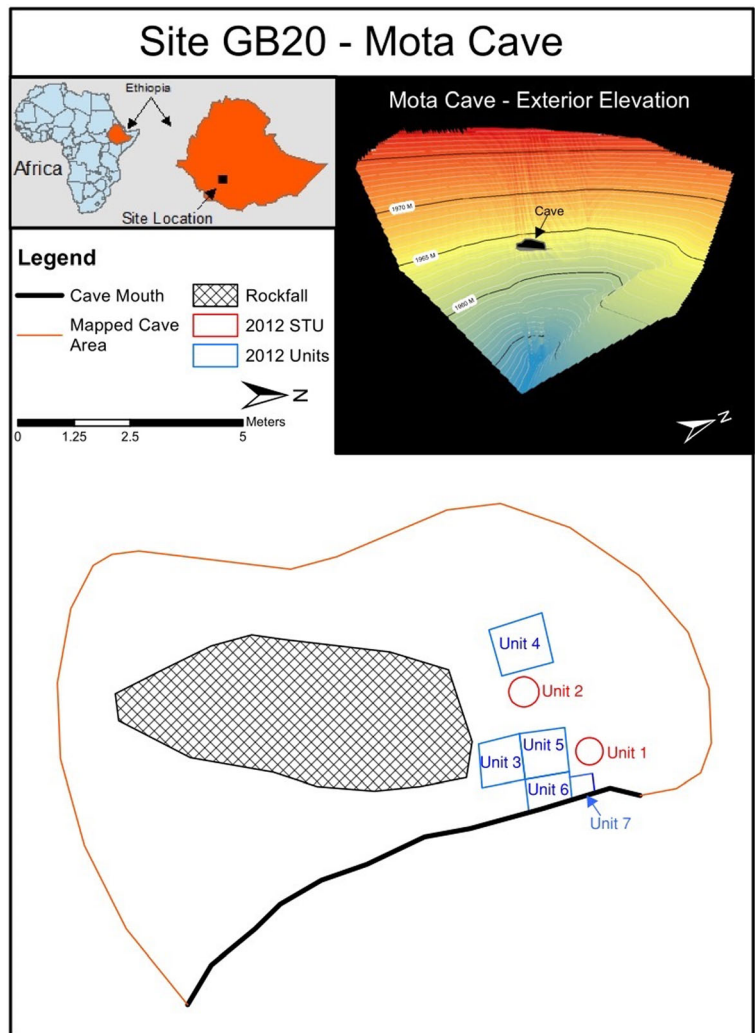 Site GB20 - Mota Cave
Ethiopia
Africa
Site Location
Mota Cave - Exterior Elevation
Cave
1970 M
1965 M
1960 M
N
Legend
Cave Mouth
Rockfall
Mapped Cave
Area
2012 STU
2012 Units
N
Meters
0 1.25 2.5 5
Unit 4
Unit 2
Unit 5
Unit 3
Unit 1
Unit 6
Unit 7